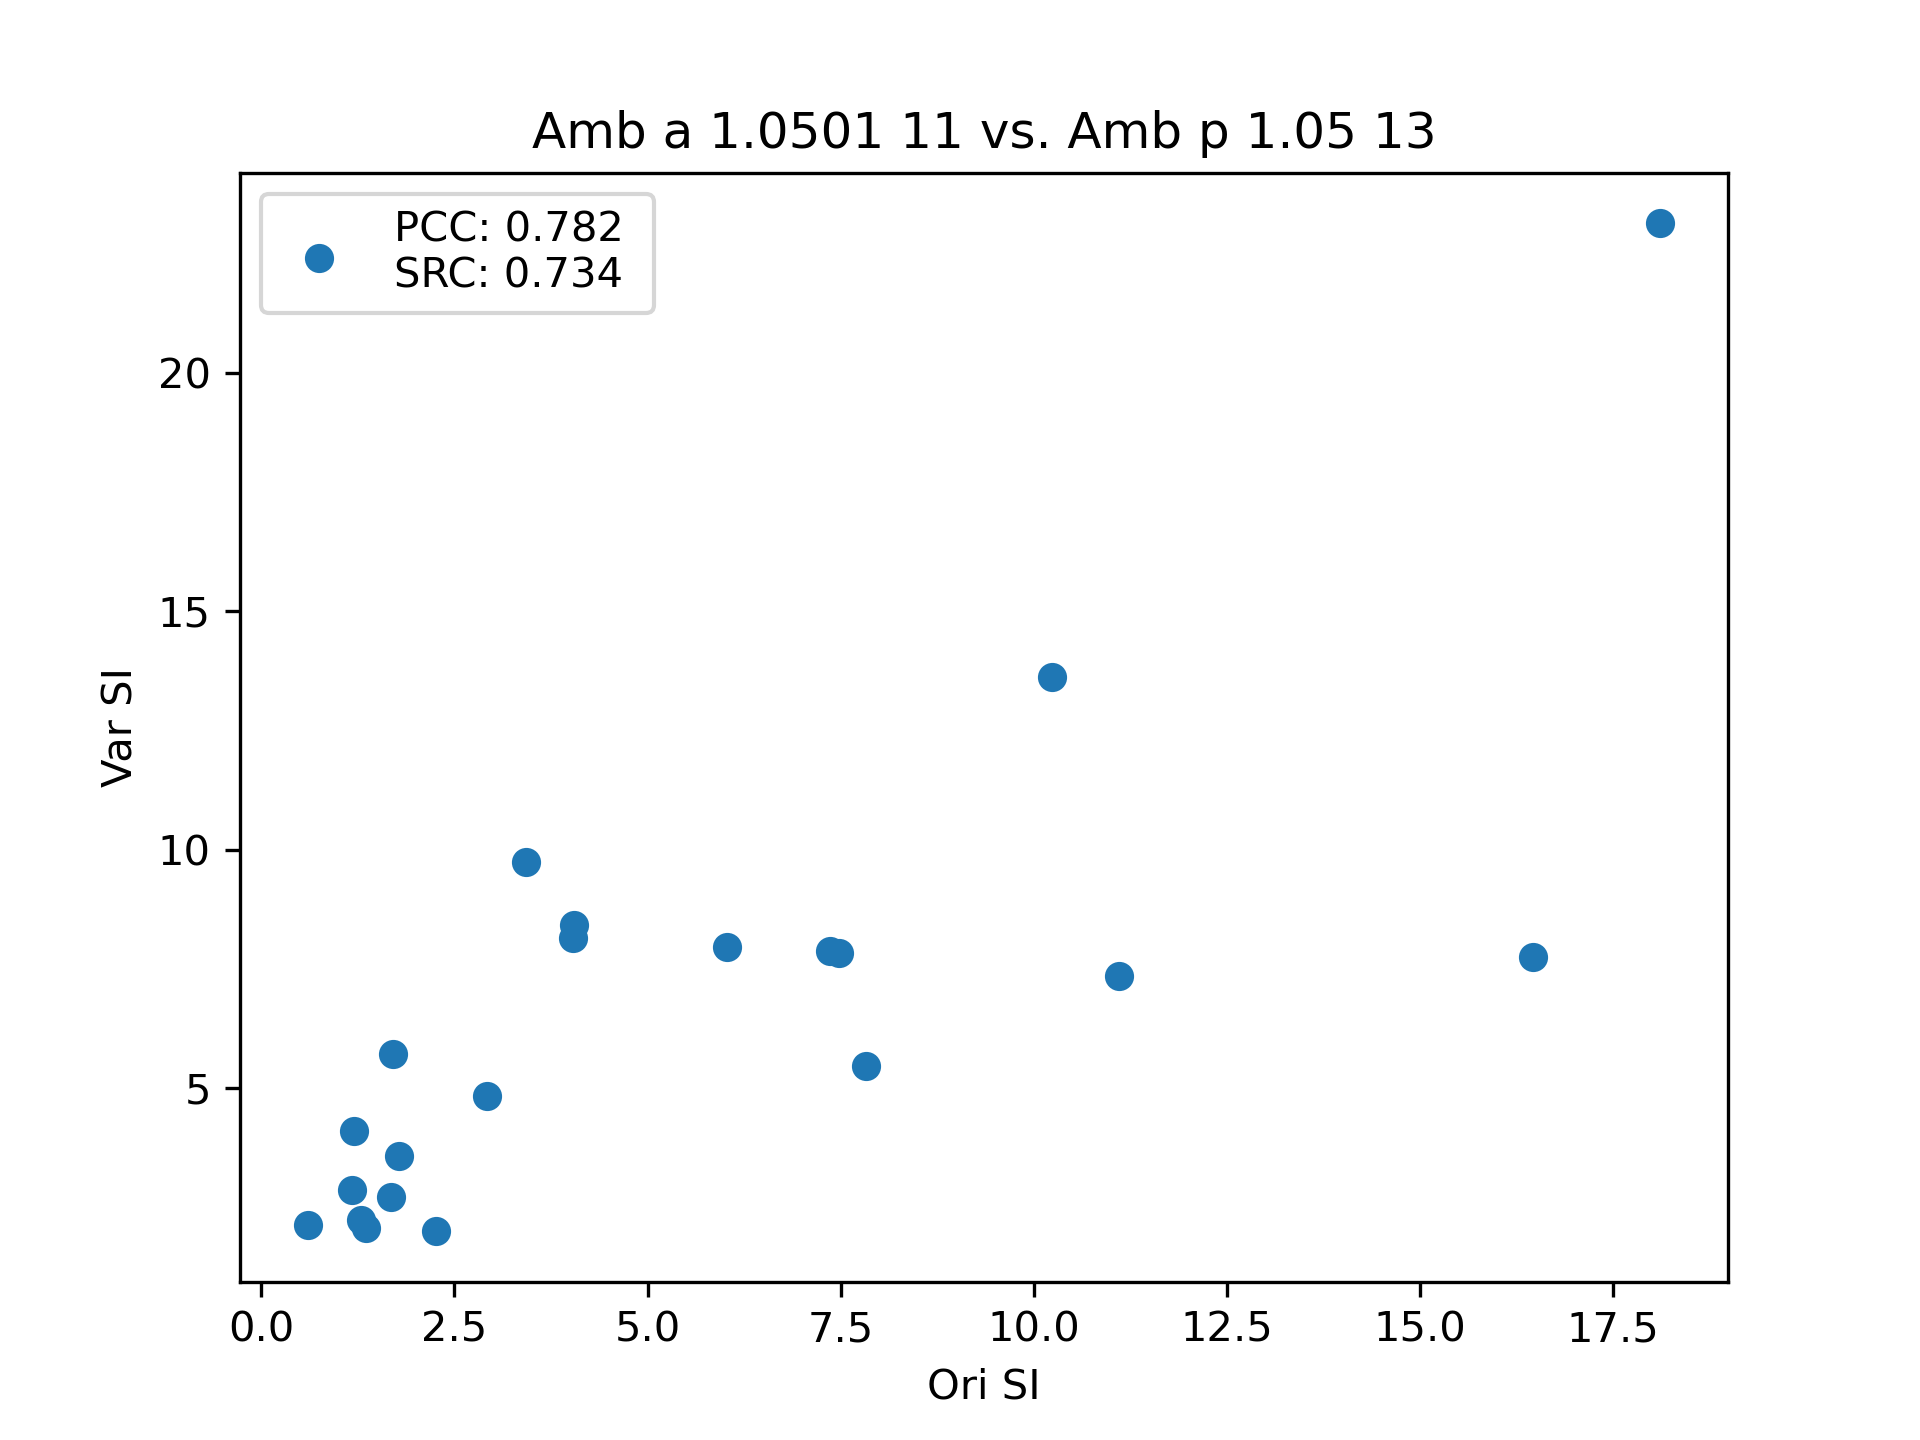 Amb a 1.0501 11 vs. Amb p 1.05 13
PCC: 0.782
SRC: 0.734
20
15
10
5
Var SI
0.0 2.5 5.0 7.5 10.0 12.5 15.0 17.5
Ori SI